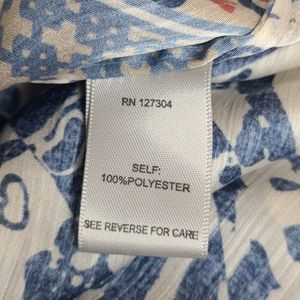 RN 127304
SELF:
100%POLYESTER
SEE REVERSE FOR CARE